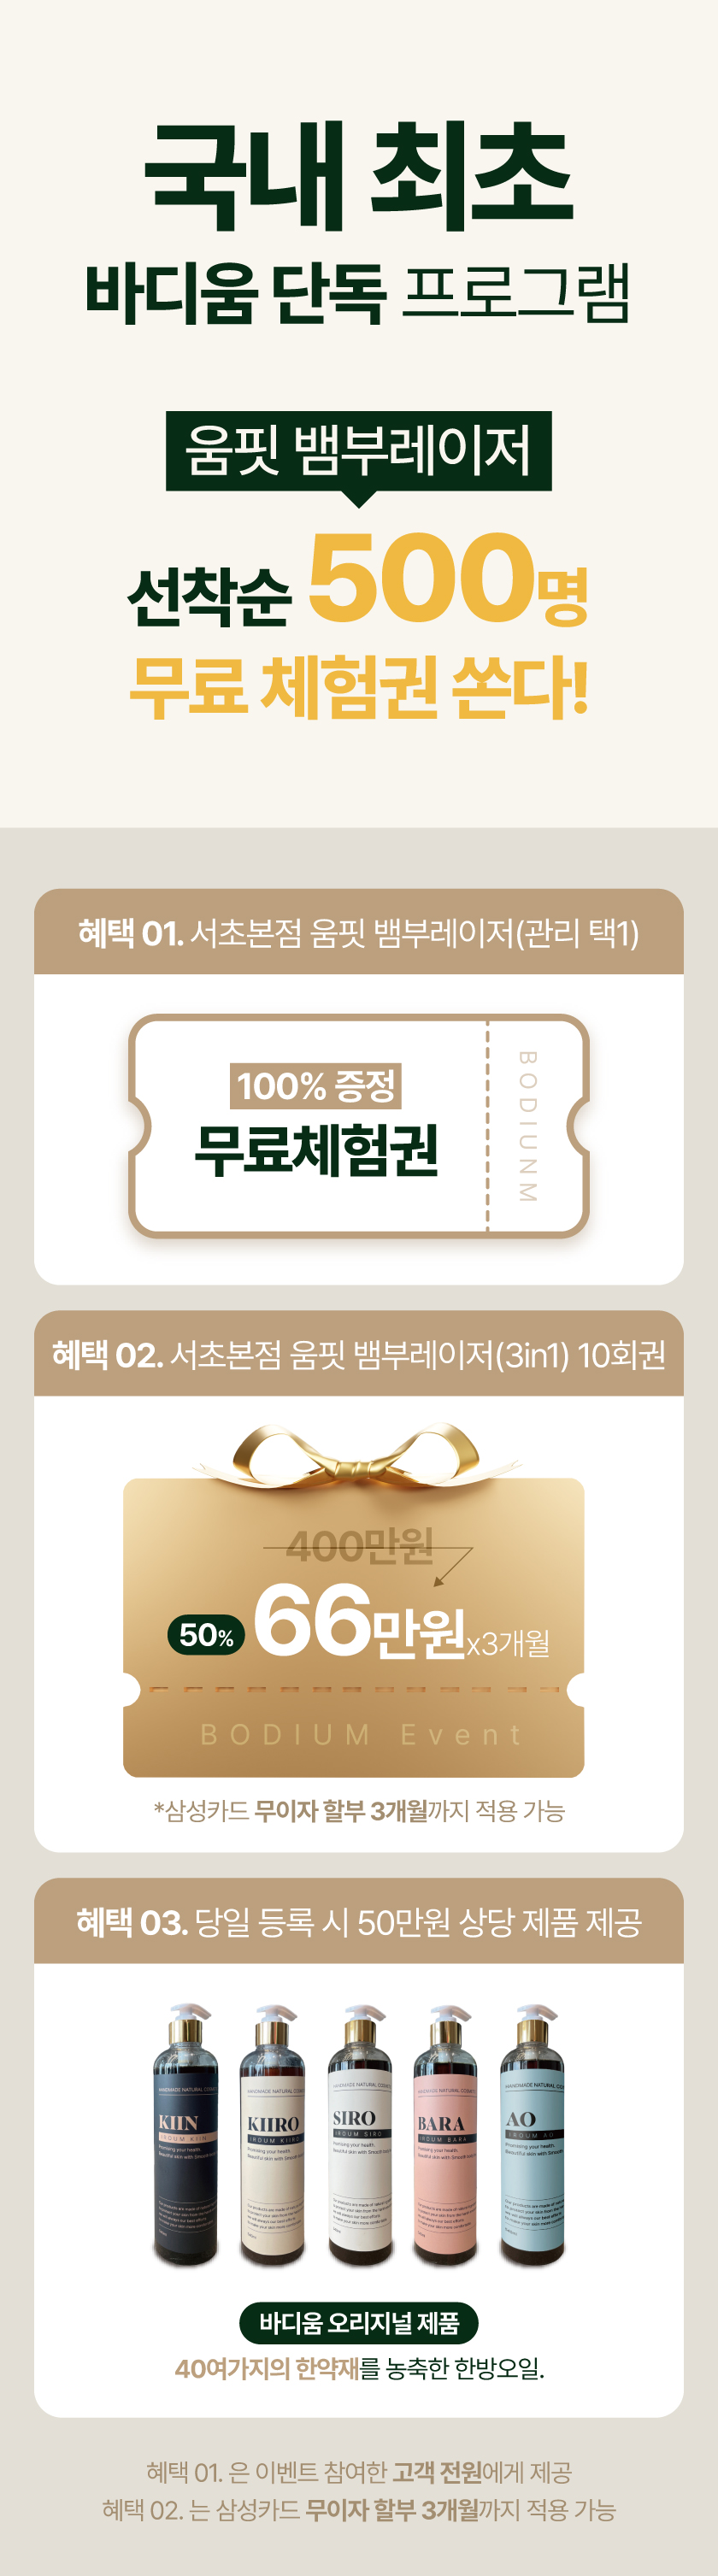 국내 최초
바디움 단독 프로그램
움핏 뱀부레이저
선착순 500명
무료 체험권 쏜다!
혜택 01. 서초본점 움핏 뱀부레이저(관리 택1)
100% 증정
무료체험권
BODIUNM
혜택 02. 서초본점 움핏 뱀부레이저(3in1) 10회권
400만원
50% 66만원x3개월
BODIUM Event
*삼성카드 무이자 할부 3개월까지 적용 가능
혜택 03. 당일 등록 시 50만원 상당 제품 제공
HANDMADE NATURAL
KIIN
KIIRO
SIRO
BARA
AO
바디움 오리지널 제품
40여가지의 한약재를 농축한 한방오일.
혜택 01. 은 이벤트 참여한 고객 전원에게 제공
혜택 02. 는 삼성카드 무이자 할부 3개월까지 적용 가능